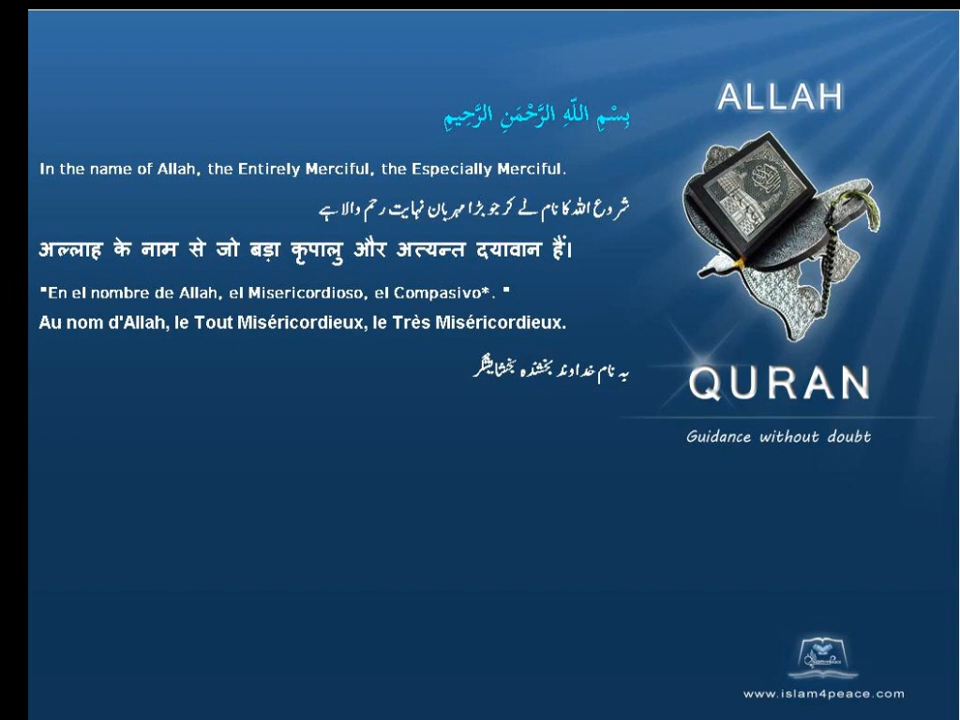 بِسْمِ اللّهِ الرَّحْمَنِ الرَّحِيمِ
In the name of Allah, the Entirely Merciful, the Especially Merciful.
شروع الله کا نام لے کر جو بڑا مہربان نہایت رحم والا ہے
अल्लाह के नाम से जो बड़ा कृपालु और अत्यन्त दयावान हैं।
"En el nombre de Allah, el Misericordioso, el Compasivo*. "
Au nom d'Allah, le Tout Miséricordieux, le Très Miséricordieux.
به نام خداوند بخشنده بخشایشگر
ALLAH
QURAN
Guidance without doubt
www.islam4peace.com